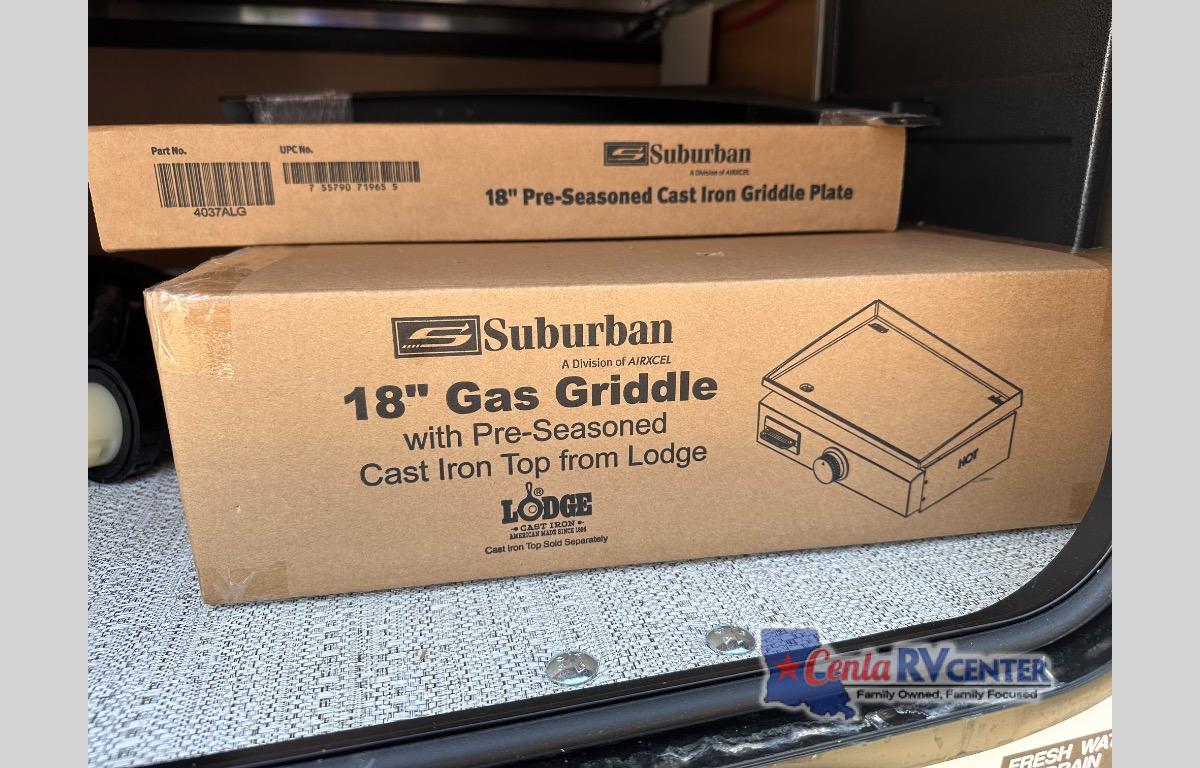 Part No.
UPC No.
4037ALG
7 55790 71965 5
Suburban
A Division of AIRXCEL
18" Pre-Seasoned Cast Iron Griddle Plate
Suburban
A Division of AIRXCEL
18" Gas Griddle
with Pre-Seasoned
Cast Iron Top from Lodge
LODGE®
CAST IRON
AMERICAN MADE SINCE 1896
Cast Iron Top Sold Separately
HOT
Cenla RV CENTER
Family Owned, Family Focused
FRESH